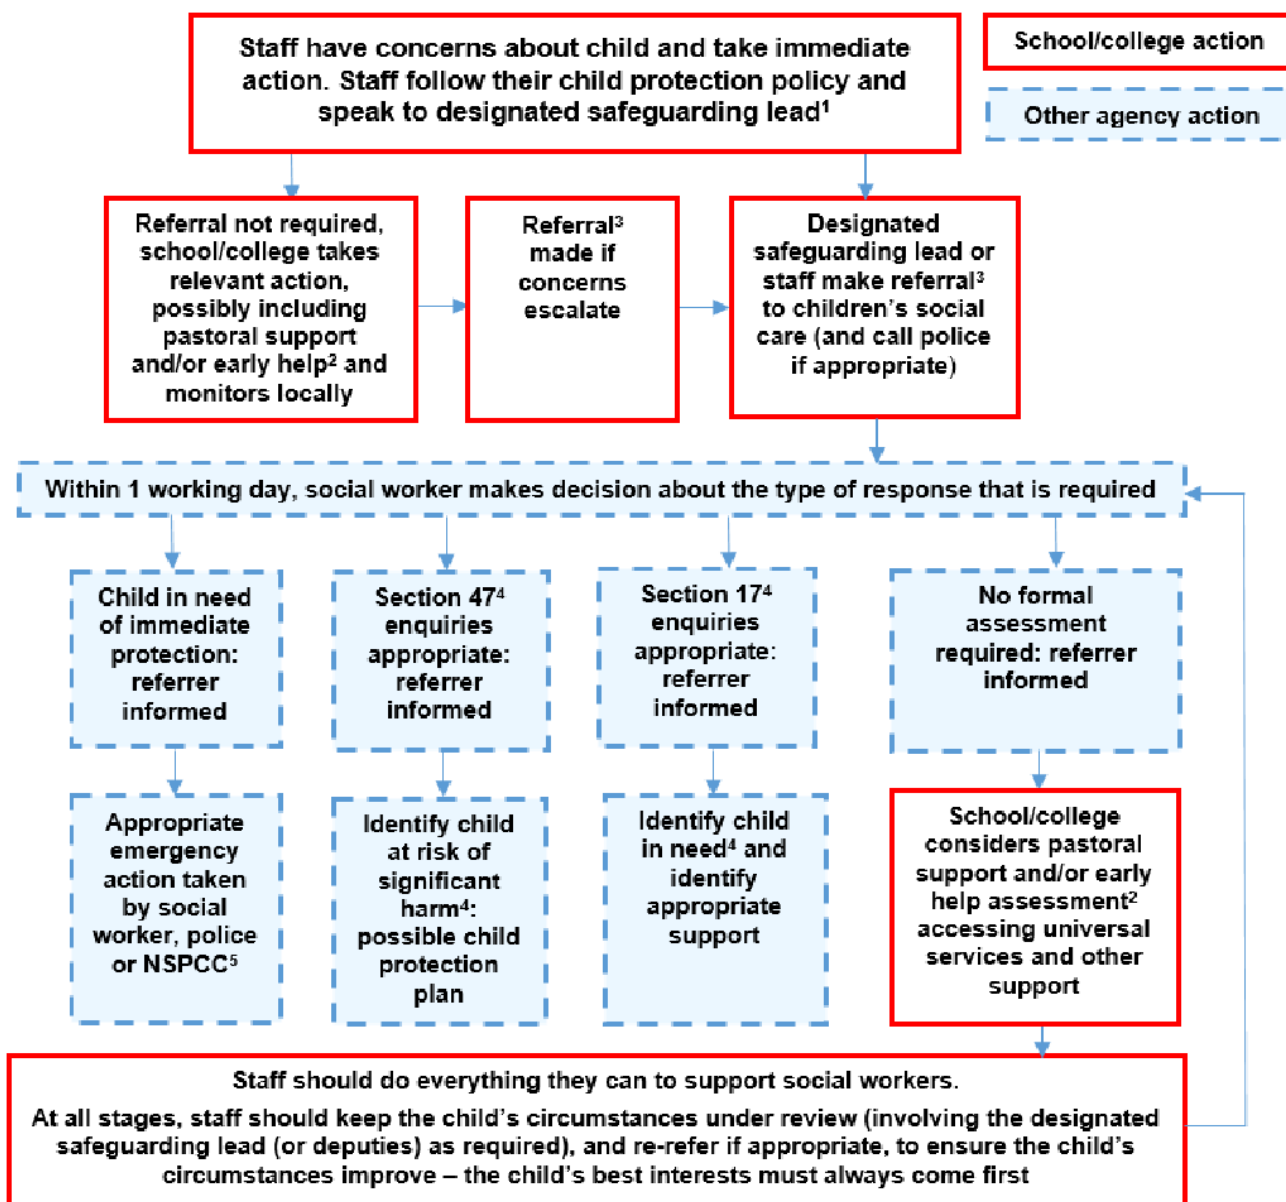 Staff have concerns about child and take immediate
action. Staff follow their child protection policy and
speak to designated safeguarding lead¹
School/college action
Other agency action
Referral not required,
school/college takes
relevant action,
possibly including
pastoral support
and/or early help² and
monitors locally
Referral³
made if
concerns
escalate
Designated
safeguarding lead or
staff make referral³
to children’s social
care (and call police
if appropriate)
Within 1 working day, social worker makes decision about the type of response that is required
Child in need
of immediate
protection:
referrer
informed
Section 47⁴
enquiries
appropriate:
referrer
informed
Section 17⁴
enquiries
appropriate:
referrer
informed
No formal
assessment
required: referrer
informed
Appropriate
emergency
action taken
by social
worker, police
or NSPCC⁵
Identify child
at risk of
significant
harm⁴:
possible child
protection
plan
Identify child
in need⁴ and
identify
appropriate
support
School/college
considers pastoral
support and/or early
help assessment²
accessing universal
services and other
support
Staff should do everything they can to support social workers.
At all stages, staff should keep the child’s circumstances under review (involving the designated
safeguarding lead (or deputies) as required), and re-refer if appropriate, to ensure the child’s
circumstances improve – the child’s best interests must always come first